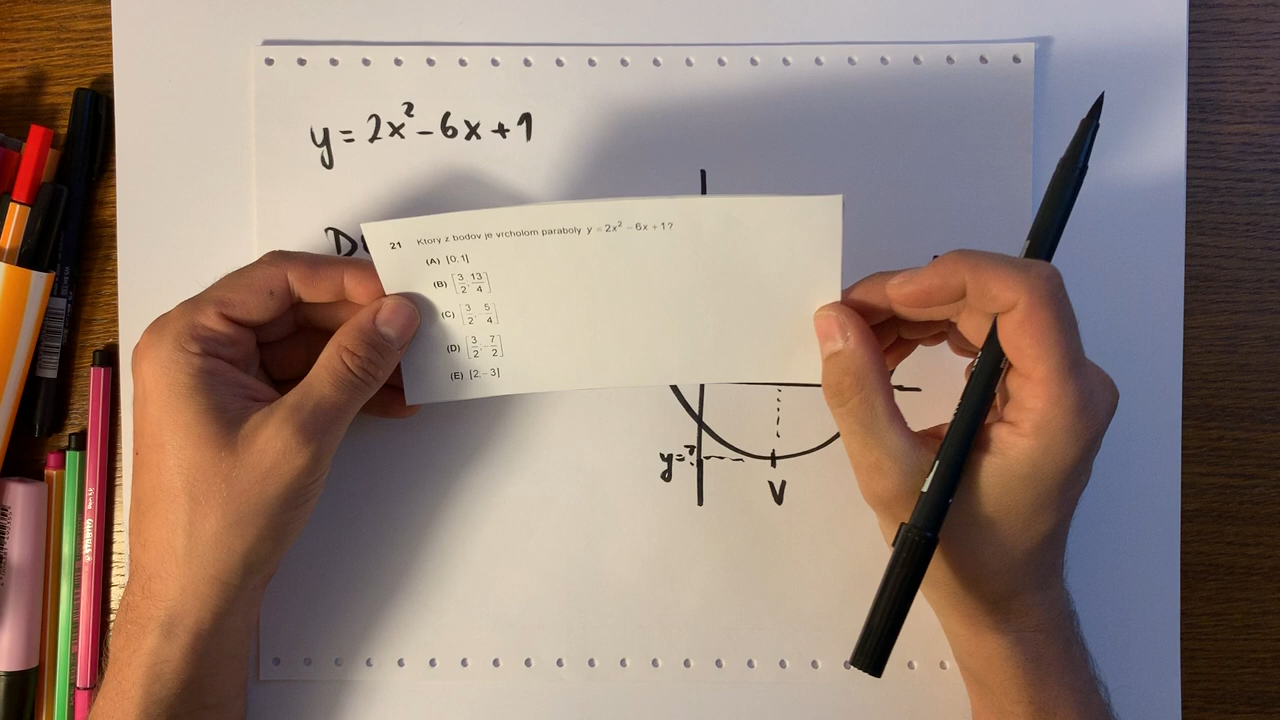 y = 2x² - 6x + 1
21 Ktorý z bodov je vrcholom paraboly y = 2x² - 6x + 1?
(A) [0,1]
(B) [3/2; 13/4]
(C) [3/2; 5/4]
(D) [3/2; -7/2]
(E) [2; -3]
y=?
V